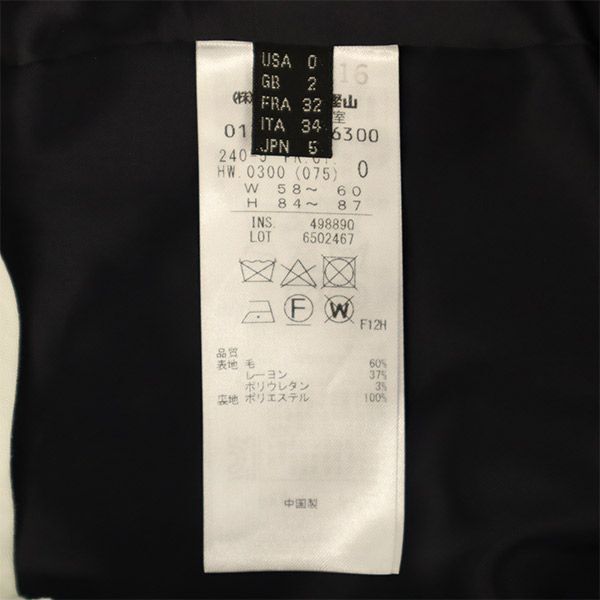 USA 0
GB 2
FRA 32
ITA 34
JPN 5
16
(株) 山
室
01 6300
HW.0300 (075) 0
W 58～ 60
H 84～ 87
INS. 498890
LOT 6502467
F W F12H
品質
表地 毛 60%
レーヨン 37%
ポリウレタン 3%
裏地 ポリエステル 100%
中国製